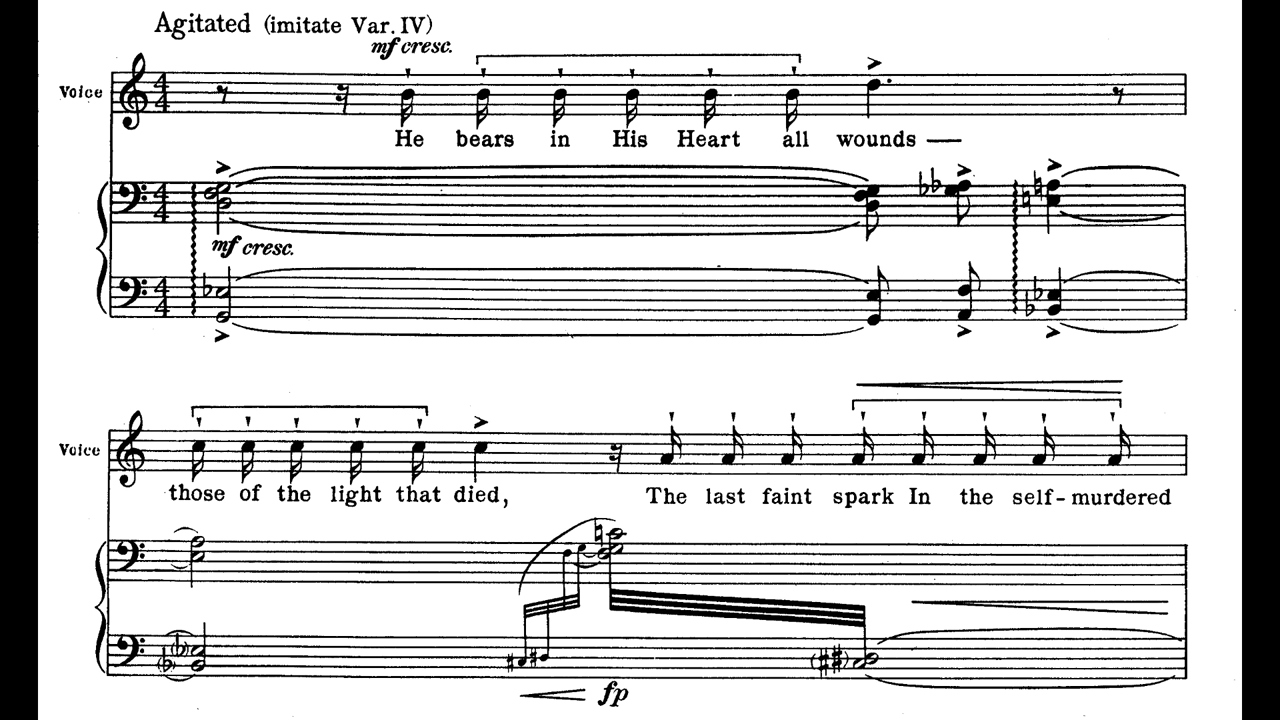 Agitated (imitate Var. IV)
mf cresc.
Voice
He bears in His Heart all wounds —
mf cresc.
Voice
those of the light that died, The last faint spark In the self-murdered
fp